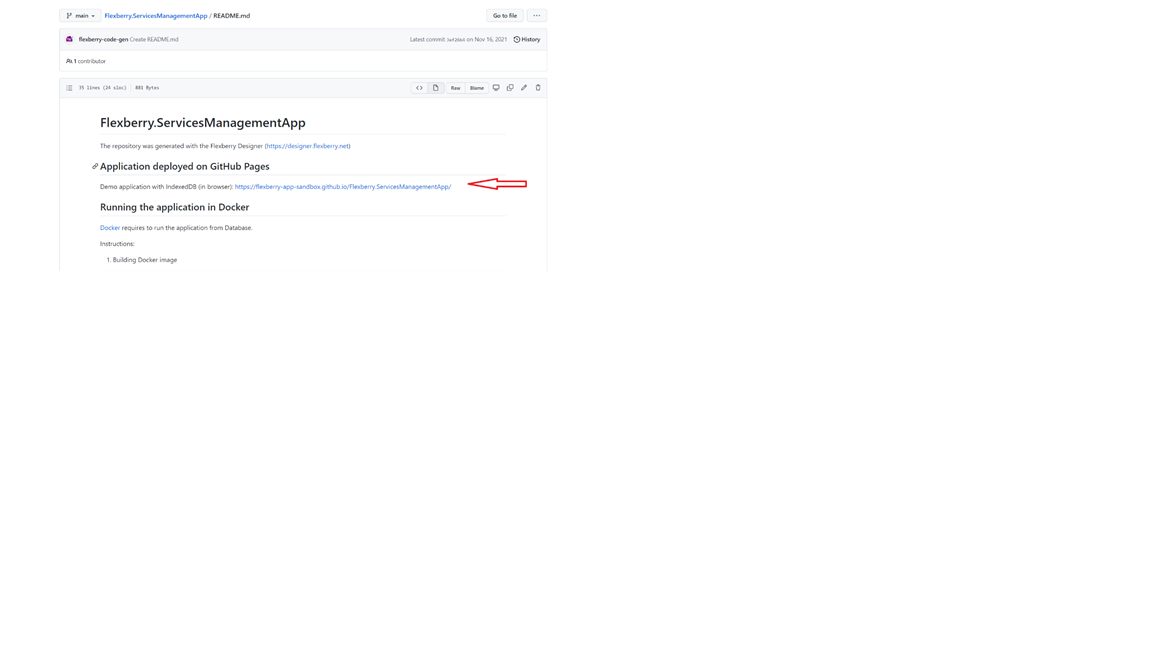 main
Flexberry.ServicesManagementApp / README.md
Go to file
flexberry-code-gen Create README.md
Latest commit on Nov 16, 2021
History
1 contributor
35 lines (24 sloc) 881 Bytes
Raw
Blame
Flexberry.ServicesManagementApp
The repository was generated with the Flexberry Designer (https://designer.flexberry.net)
Application deployed on GitHub Pages
Demo application with IndexedDB (in browser): https://flexberry-app-sandbox.github.io/Flexberry.ServicesManagementApp/
Running the application in Docker
Docker requires to run the application from Database.
Instructions:
1. Building Docker image